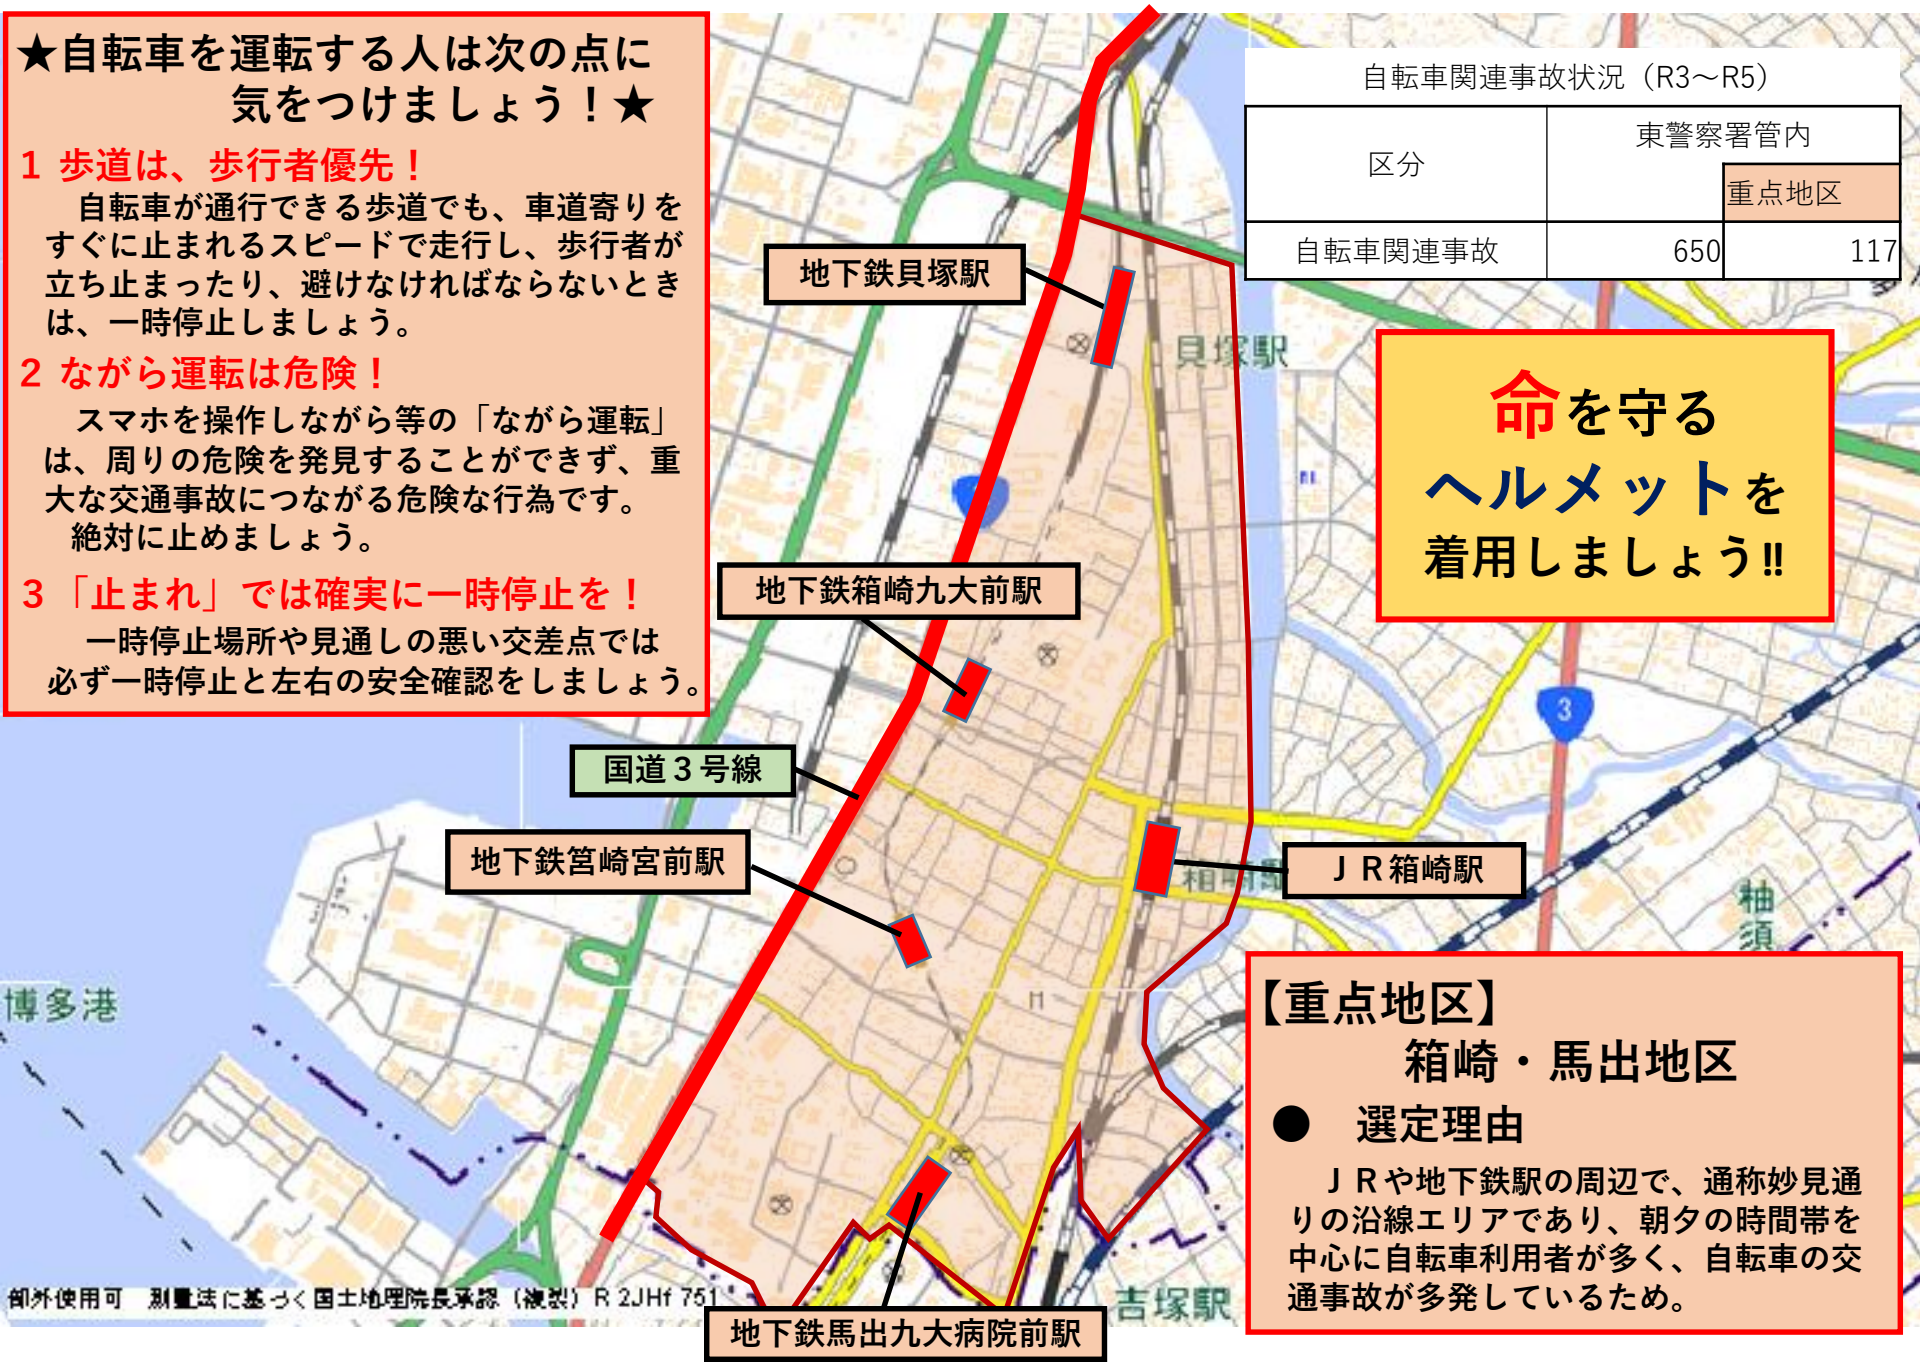 ★自転車を運転する人は次の点に
気をつけましょう！★
1 歩道は、歩行者優先！
自転車が通行できる歩道でも、車道寄りを
すぐに止まれるスピードで走行し、歩行者が
立ち止まったり、避けなければならないとき
は、一時停止しましょう。
2 ながら運転は危険！
スマホを操作しながら等の「ながら運転」
は、周りの危険を発見することができず、重
大な交通事故につながる危険な行為です。
絶対に止めましょう。
3 「止まれ」では確実に一時停止を！
一時停止場所や見通しの悪い交差点では
必ず一時停止と左右の安全確認をしましょう。
自転車関連事故状況（R3～R5）
区分
東警察署管内
重点地区
自転車関連事故 650 117
命を守る
ヘルメットを
着用しましょう‼
地下鉄貝塚駅
貝塚駅
地下鉄箱崎九大前駅
3
国道３号線
地下鉄筥崎宮前駅
ＪＲ箱崎駅
箱崎駅
柚
須
博多港
【重点地区】
箱崎・馬出地区
● 選定理由
ＪＲや地下鉄駅の周辺で、通称妙見通
りの沿線エリアであり、朝夕の時間帯を
中心に自転車利用者が多く、自転車の交
通事故が多発しているため。
部外使用可 測量法に基づく国土地理院長承認（複製）R 2JHf 751
吉塚駅
地下鉄馬出九大病院前駅